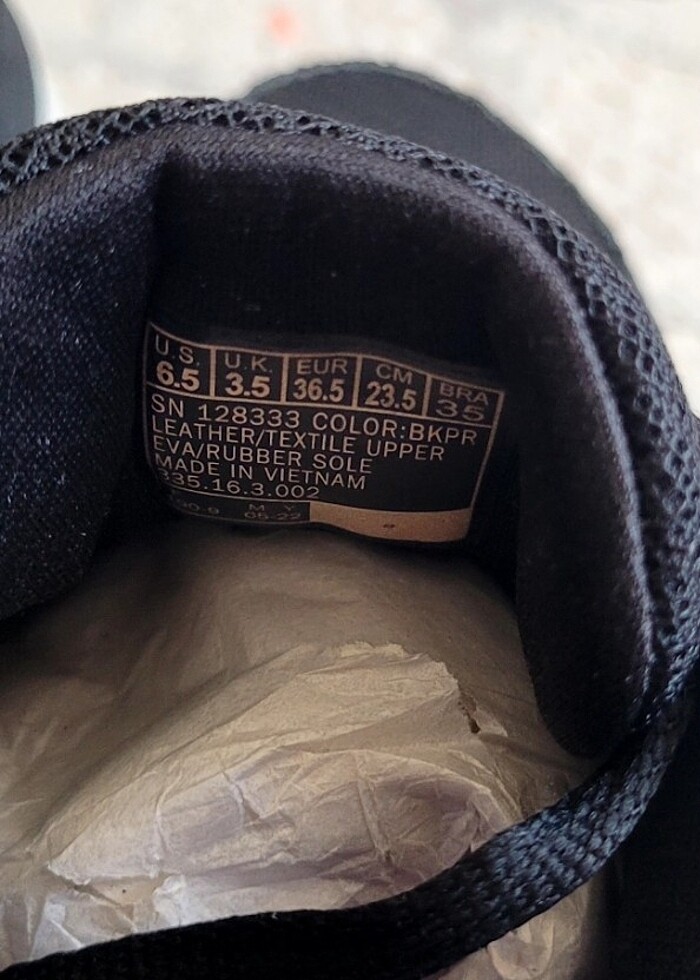 U.S. U.K. EUR CM BRA
6.5 3.5 36.5 23.5 35
SN 128333 COLOR:BKPR
LEATHER/TEXTILE UPPER
EVA/RUBBER SOLE
MADE IN VIETNAM
35.16.3.002
M Y
05-22